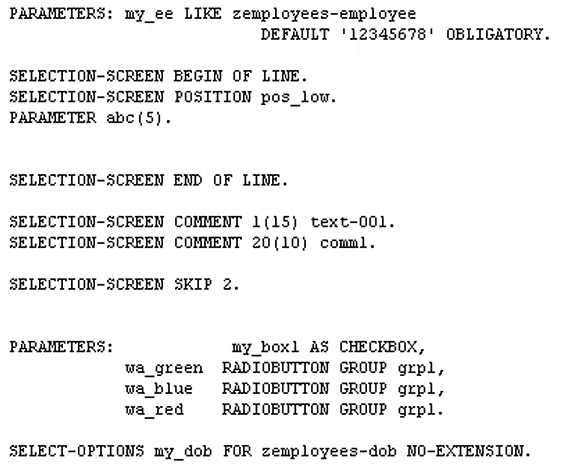 PARAMETERS: my_ee LIKE zemployees-employee
DEFAULT '12345678' OBLIGATORY.
SELECTION-SCREEN BEGIN OF LINE.
SELECTION-SCREEN POSITION pos_low.
PARAMETER abc(5).
SELECTION-SCREEN END OF LINE.
SELECTION-SCREEN COMMENT 1(15) text-001.
SELECTION-SCREEN COMMENT 20(10) comm1.
SELECTION-SCREEN SKIP 2.
PARAMETERS: my_box1 AS CHECKBOX,
wa_green RADIOBUTTON GROUP grp1,
wa_blue RADIOBUTTON GROUP grp1,
wa_red RADIOBUTTON GROUP grp1.
SELECT-OPTIONS my_dob FOR zemployees-dob NO-EXTENSION.